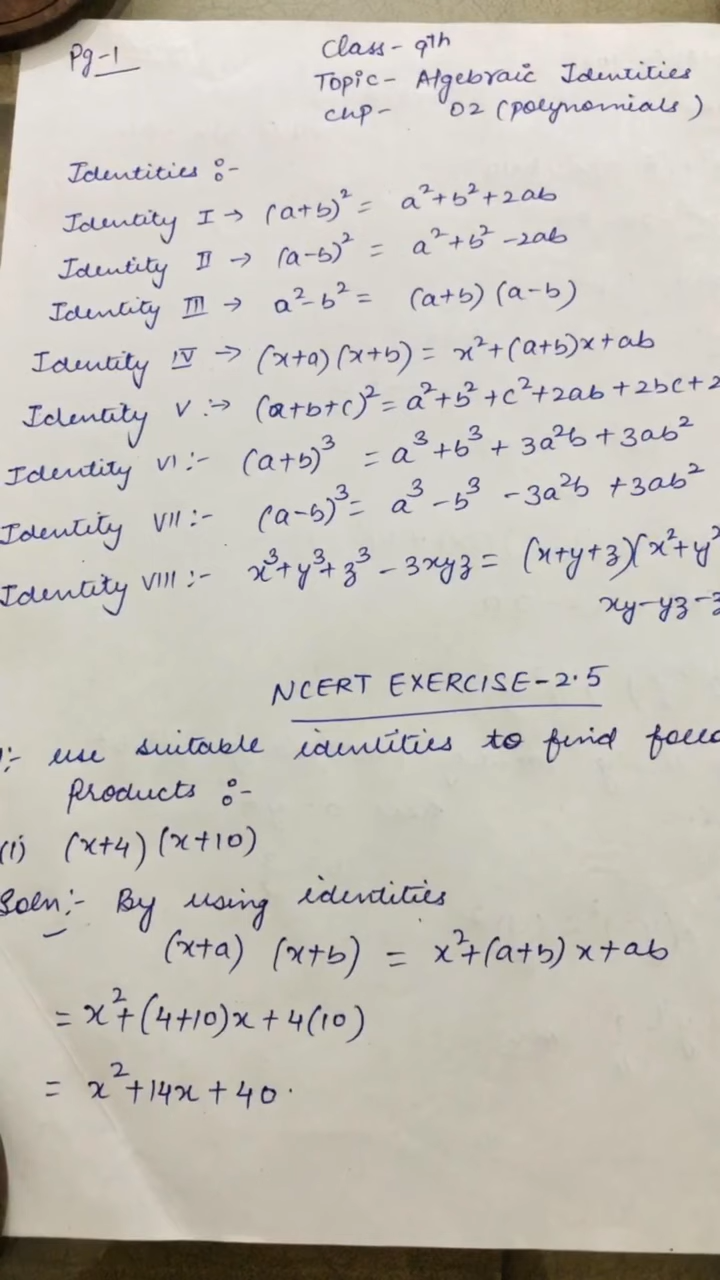 Pg-1
Class- 9th
Topic- Algebraic Identities
Chp- 02 (polynomials)
Identities :-
Identity I → (a+b)² = a²+b²+2ab
Identity II → (a-b)² = a²+b²-2ab
Identity III → a²-b² = (a+b) (a-b)
Identity IV → (x+a) (x+b) = x²+(a+b)x+ab
Identity V :→ (a+b+c)² = a²+b²+c²+2ab+2bc+2
Identity VI :- (a+b)³ = a³+b³+3a²b+3ab²
Identity VII :- (a-b)³ = a³-b³-3a²b+3ab²
Identity VIII :- x³+y³+z³-3xyz = (x+y+z)(x²+y²
xy-yz-z
NCERT EXERCISE-2.5
:- use suitable identities to find
products :-
(i) (x+4) (x+10)
Soln:- By using identities
(x+a) (x+b) = x²+(a+b)x+ab
= x²+(4+10)x+4(10)
= x²+14x+40.